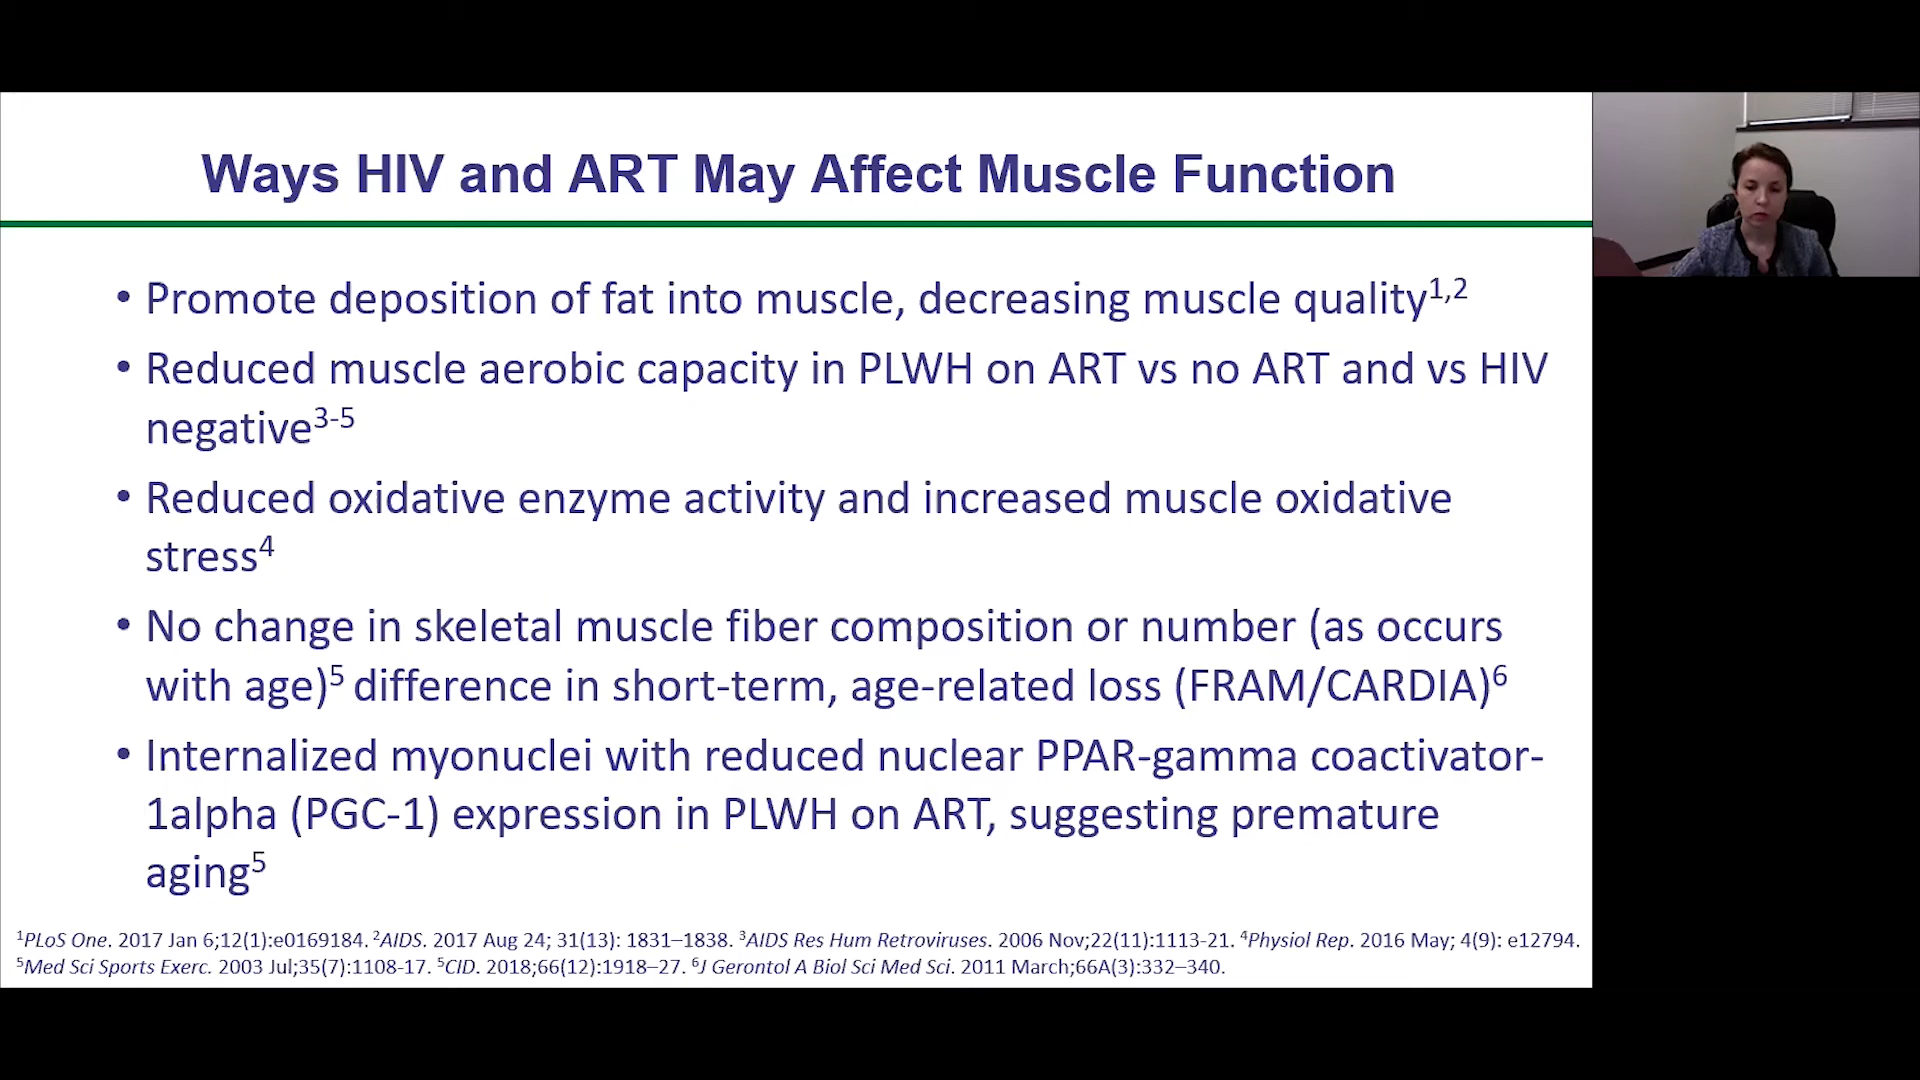 Ways HIV and ART May Affect Muscle Function
• Promote deposition of fat into muscle, decreasing muscle quality1,2
• Reduced muscle aerobic capacity in PLWH on ART vs no ART and vs HIV
negative3-5
• Reduced oxidative enzyme activity and increased muscle oxidative
stress4
• No change in skeletal muscle fiber composition or number (as occurs
with age)5 difference in short-term, age-related loss (FRAM/CARDIA)6
• Internalized myonuclei with reduced nuclear PPAR-gamma coactivator-
1alpha (PGC-1) expression in PLWH on ART, suggesting premature
aging5
1PLoS One. 2017 Jan 6;12(1):e0169184. 2AIDS. 2017 Aug 24; 31(13): 1831–1838. 3AIDS Res Hum Retroviruses. 2006 Nov;22(11):1113-21. 4Physiol Rep. 2016 May; 4(9): e12794.
5Med Sci Sports Exerc. 2003 Jul;35(7):1108-17. 5CID. 2018;66(12):1918–27. 6J Gerontol A Biol Sci Med Sci. 2011 March;66A(3):332–340.